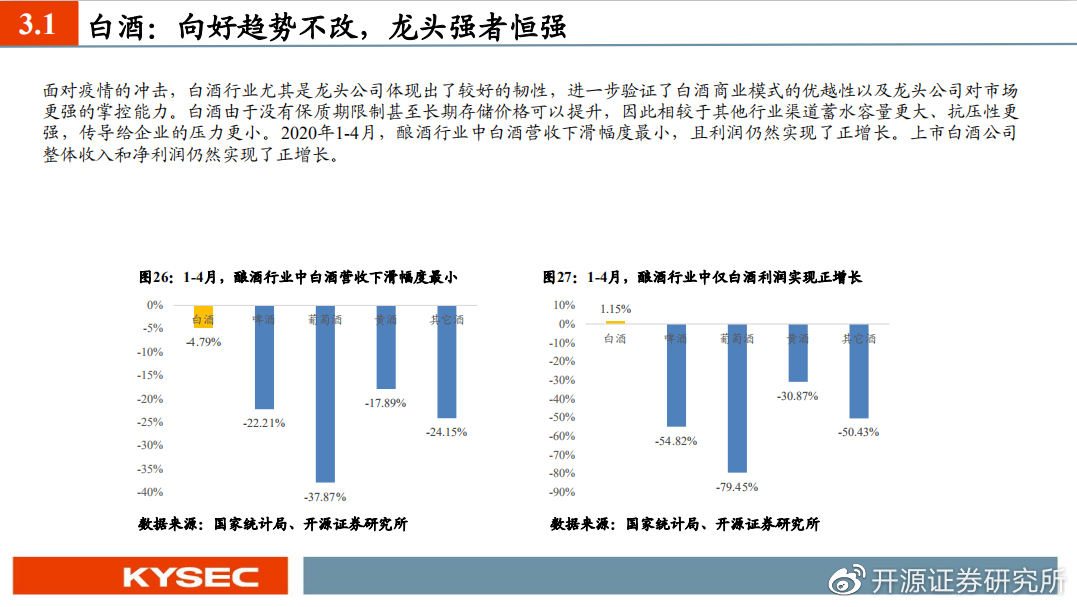 3.1
白酒：向好趋势不改，龙头强者恒强
面对疫情的冲击，白酒行业尤其是龙头公司体现出了较好的韧性，进一步验证了白酒商业模式的优越性以及龙头公司对市场
更强的掌控能力。白酒由于没有保质期限制甚至长期存储价格可以提升，因此相较于其他行业渠道蓄水容量更大、抗压性更
强，传导给企业的压力更小。2020年1-4月，酿酒行业中白酒营收下滑幅度最小，且利润仍然实现了正增长。上市白酒公司
整体收入和净利润仍然实现了正增长。
图26：1-4月，酿酒行业中白酒营收下滑幅度最小
0%
-5%
-10%
-15%
-20%
-25%
-30%
-35%
-40%
白酒
啤酒
葡萄酒
黄酒
其它酒
-4.79%
-22.21%
-37.87%
-17.89%
-24.15%
数据来源：国家统计局、开源证券研究所
图27：1-4月，酿酒行业中仅白酒利润实现正增长
10%
0%
-10%
-20%
-30%
-40%
-50%
-60%
-70%
-80%
-90%
1.15%
白酒
啤酒
葡萄酒
黄酒
其它酒
-54.82%
-79.45%
-30.87%
-50.43%
数据来源：国家统计局、开源证券研究所
KYSEC
开源证券研究所